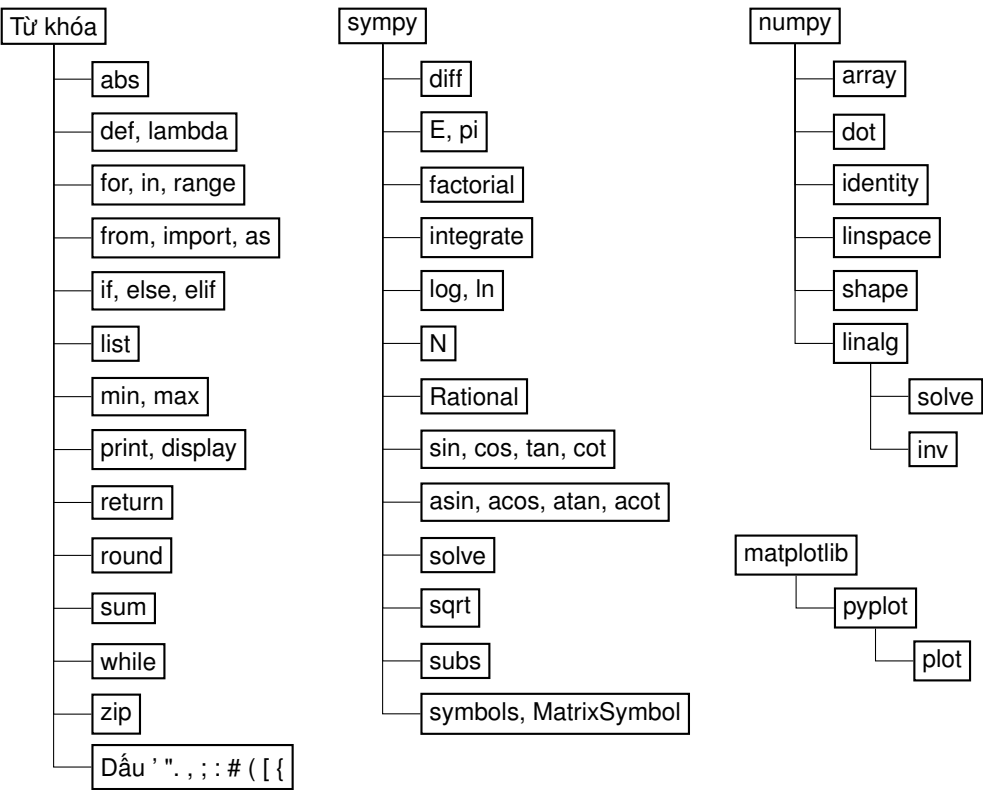 Từ khóa
abs
def, lambda
for, in, range
from, import, as
if, else, elif
list
min, max
print, display
return
round
sum
while
zip
Dấu ’ ". , ; : # ( [ {
sympy
diff
E, pi
factorial
integrate
log, ln
N
Rational
sin, cos, tan, cot
asin, acos, atan, acot
solve
sqrt
subs
symbols, MatrixSymbol
numpy
array
dot
identity
linspace
shape
linalg
solve
inv
matplotlib
pyplot
plot